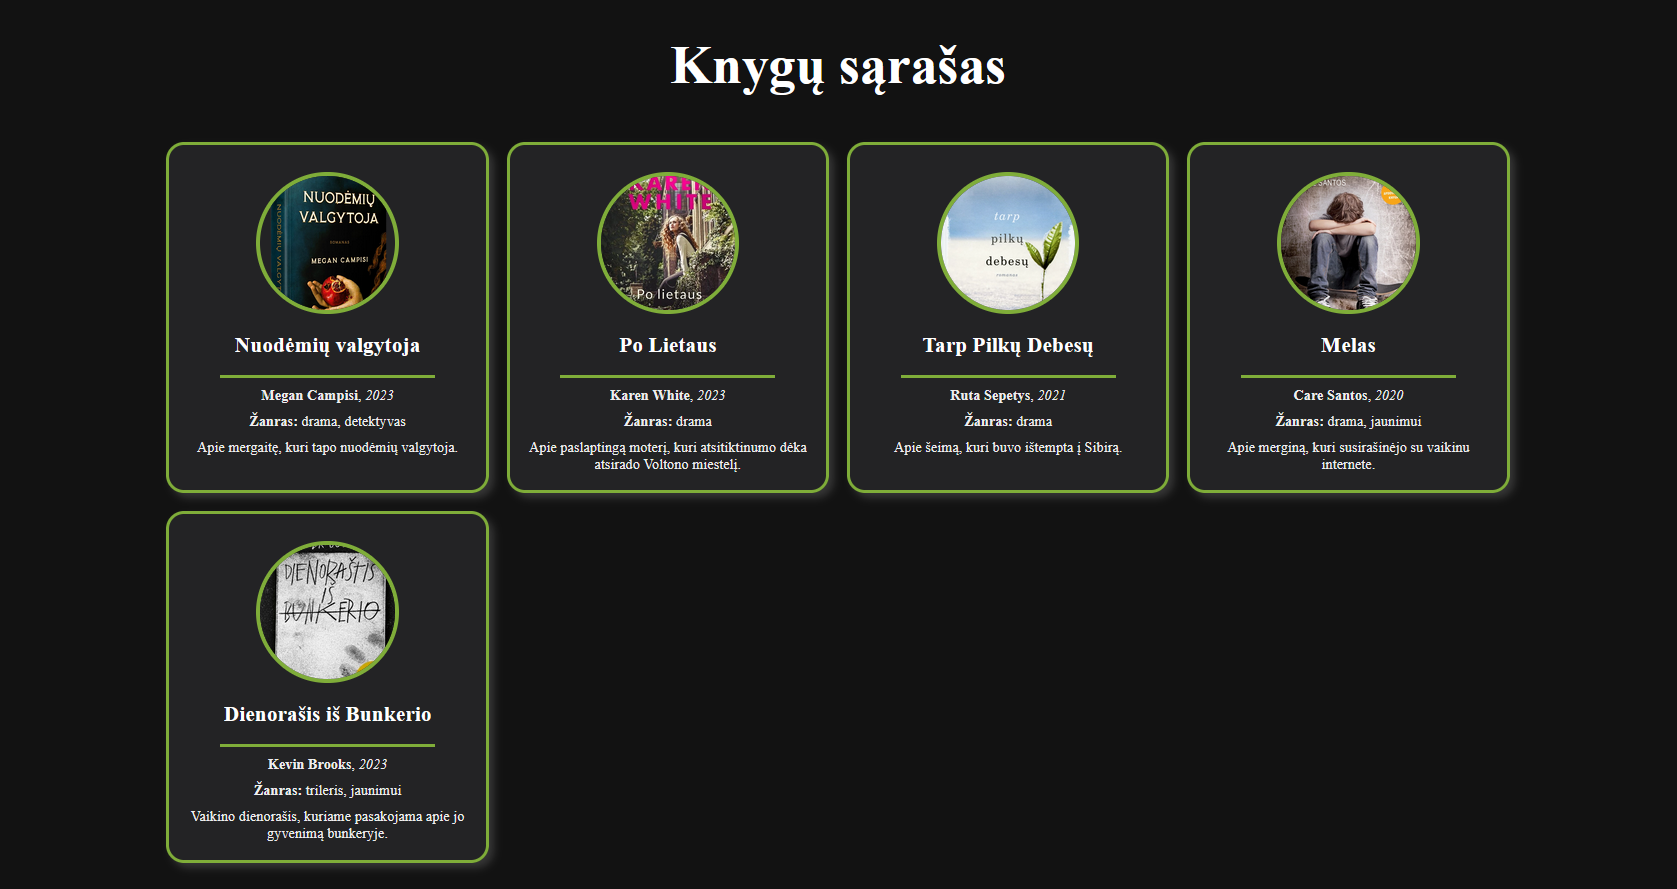 Knygų sąrašas
NUODĖMIŲ
VALGYTOJA
ROMANAS
MEGAN CAMPISI
Nuodėmių valgytoja
Megan Campisi, 2023
Žanras: drama, detektyvas
Apie mergaitę, kuri tapo nuodėmių valgytoja.
KAREN
WHITE
Po lietaus
Po Lietaus
Karen White, 2023
Žanras: drama
Apie paslaptingą moterį, kuri atsitiktinumo dėka
atsirado Voltono miestelį.
tarp
pilkų
debesų
romanas
Tarp Pilkų Debesų
Ruta Sepetys, 2021
Žanras: drama
Apie šeimą, kuri buvo ištempta į Sibirą.
SANTOS
Melas
Care Santos, 2020
Žanras: drama, jaunimui
Apie merginą, kuri susirašinėjo su vaikinu
internete.
DIENORAŠTIS
IŠ
BUNKERIO
Dienorašis iš Bunkerio
Kevin Brooks, 2023
Žanras: trileris, jaunimui
Vaikino dienorašis, kuriame pasakojama apie jo
gyvenimą bunkeryje.